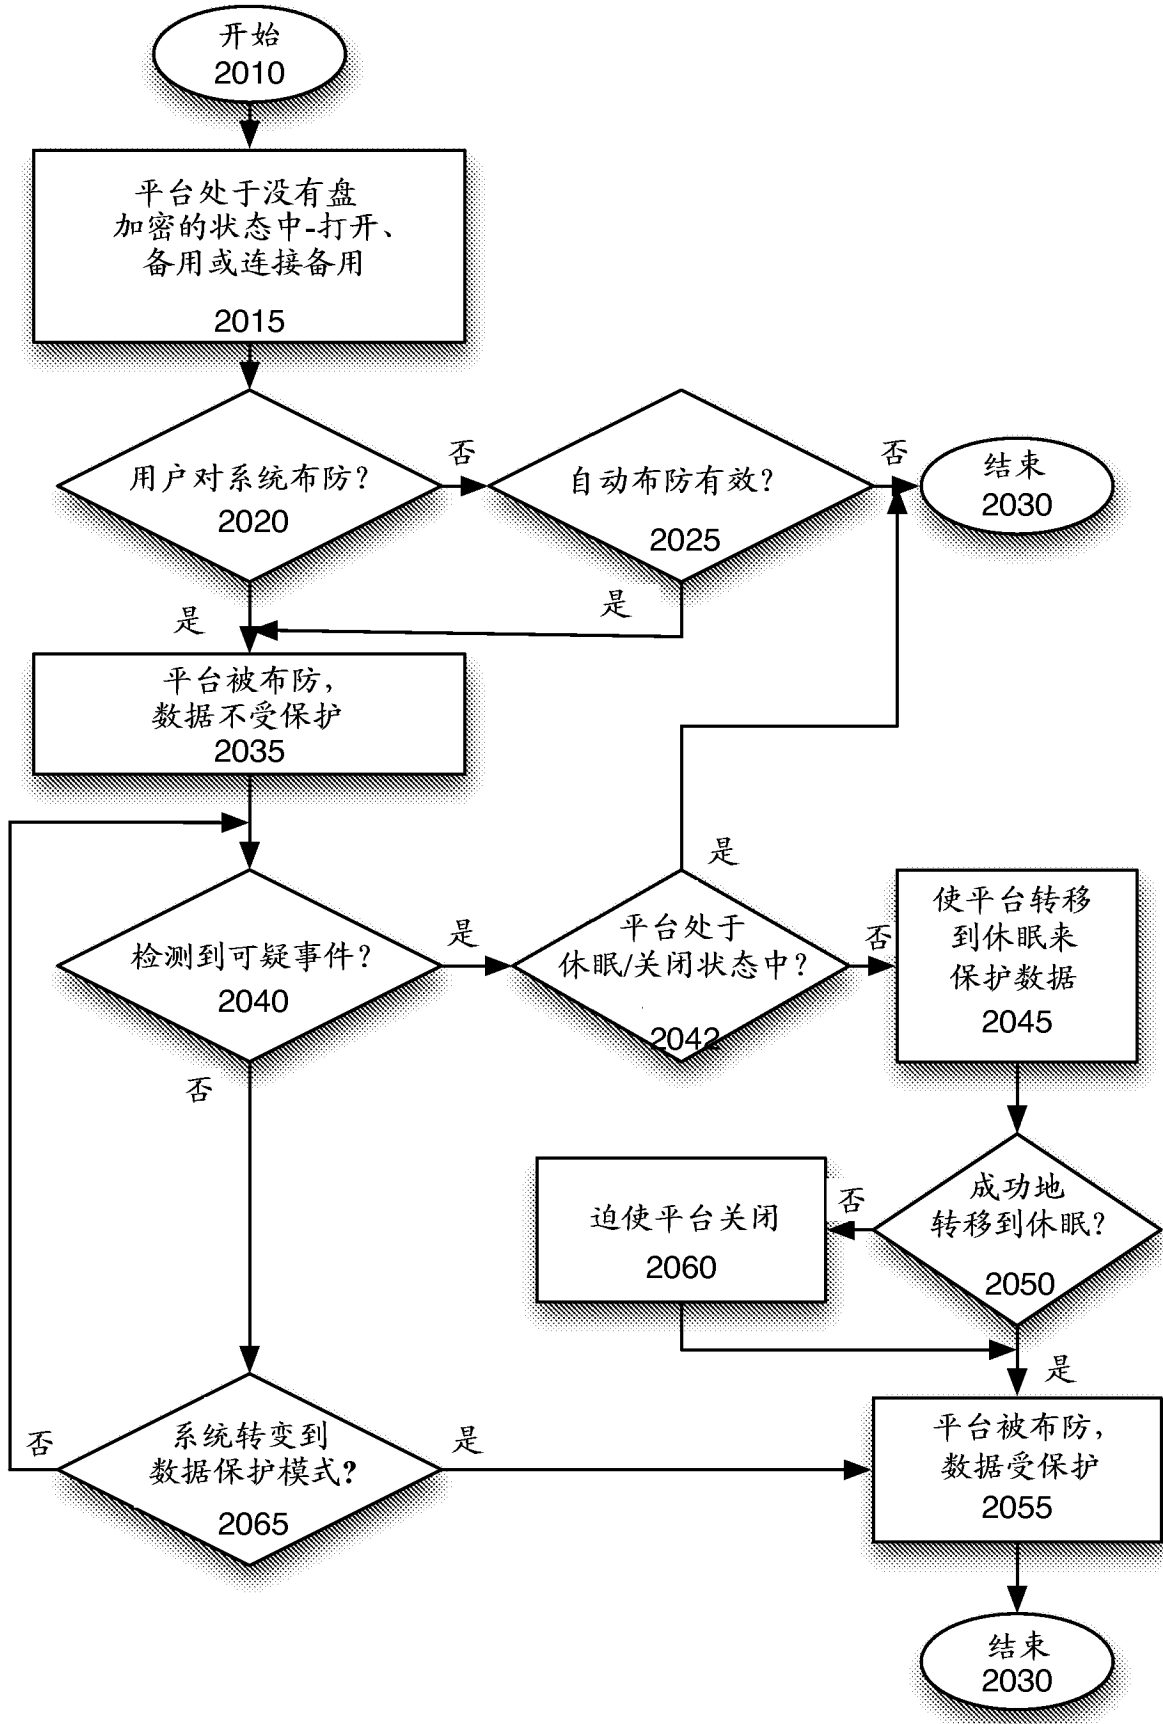 开始
2010
平台处于没有盘
加密的状态中-打开、
备用或连接备用
2015
用户对系统布防?
2020
否
自动布防有效?
2025
否
结束
2030
是
是
平台被布防,
数据不受保护
2035
检测到可疑事件?
2040
是
平台处于
休眠/关闭状态中?
2042
是
否
使平台转移
到休眠来
保护数据
2045
否
成功地
转移到休眠?
2050
否
迫使平台关闭
2060
是
系统转变到
数据保护模式?
2065
否
是
平台被布防,
数据受保护
2055
结束
2030